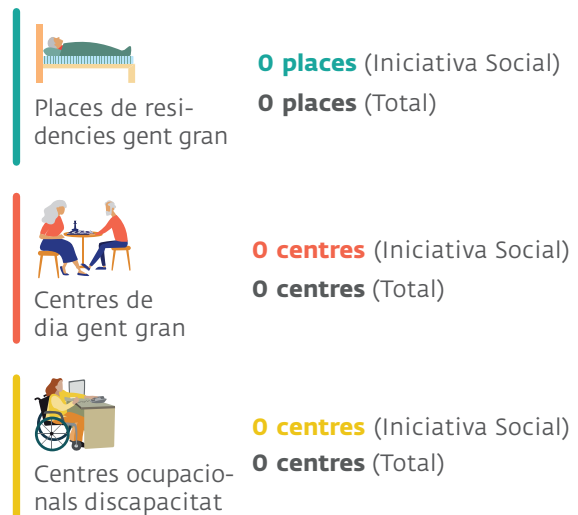 0 places (Iniciativa Social)
0 places (Total)
Places de resi-
dencies gent gran
0 centres (Iniciativa Social)
0 centres (Total)
Centres de
dia gent gran
0 centres (Iniciativa Social)
0 centres (Total)
Centres ocupacio-
nals discapacitat